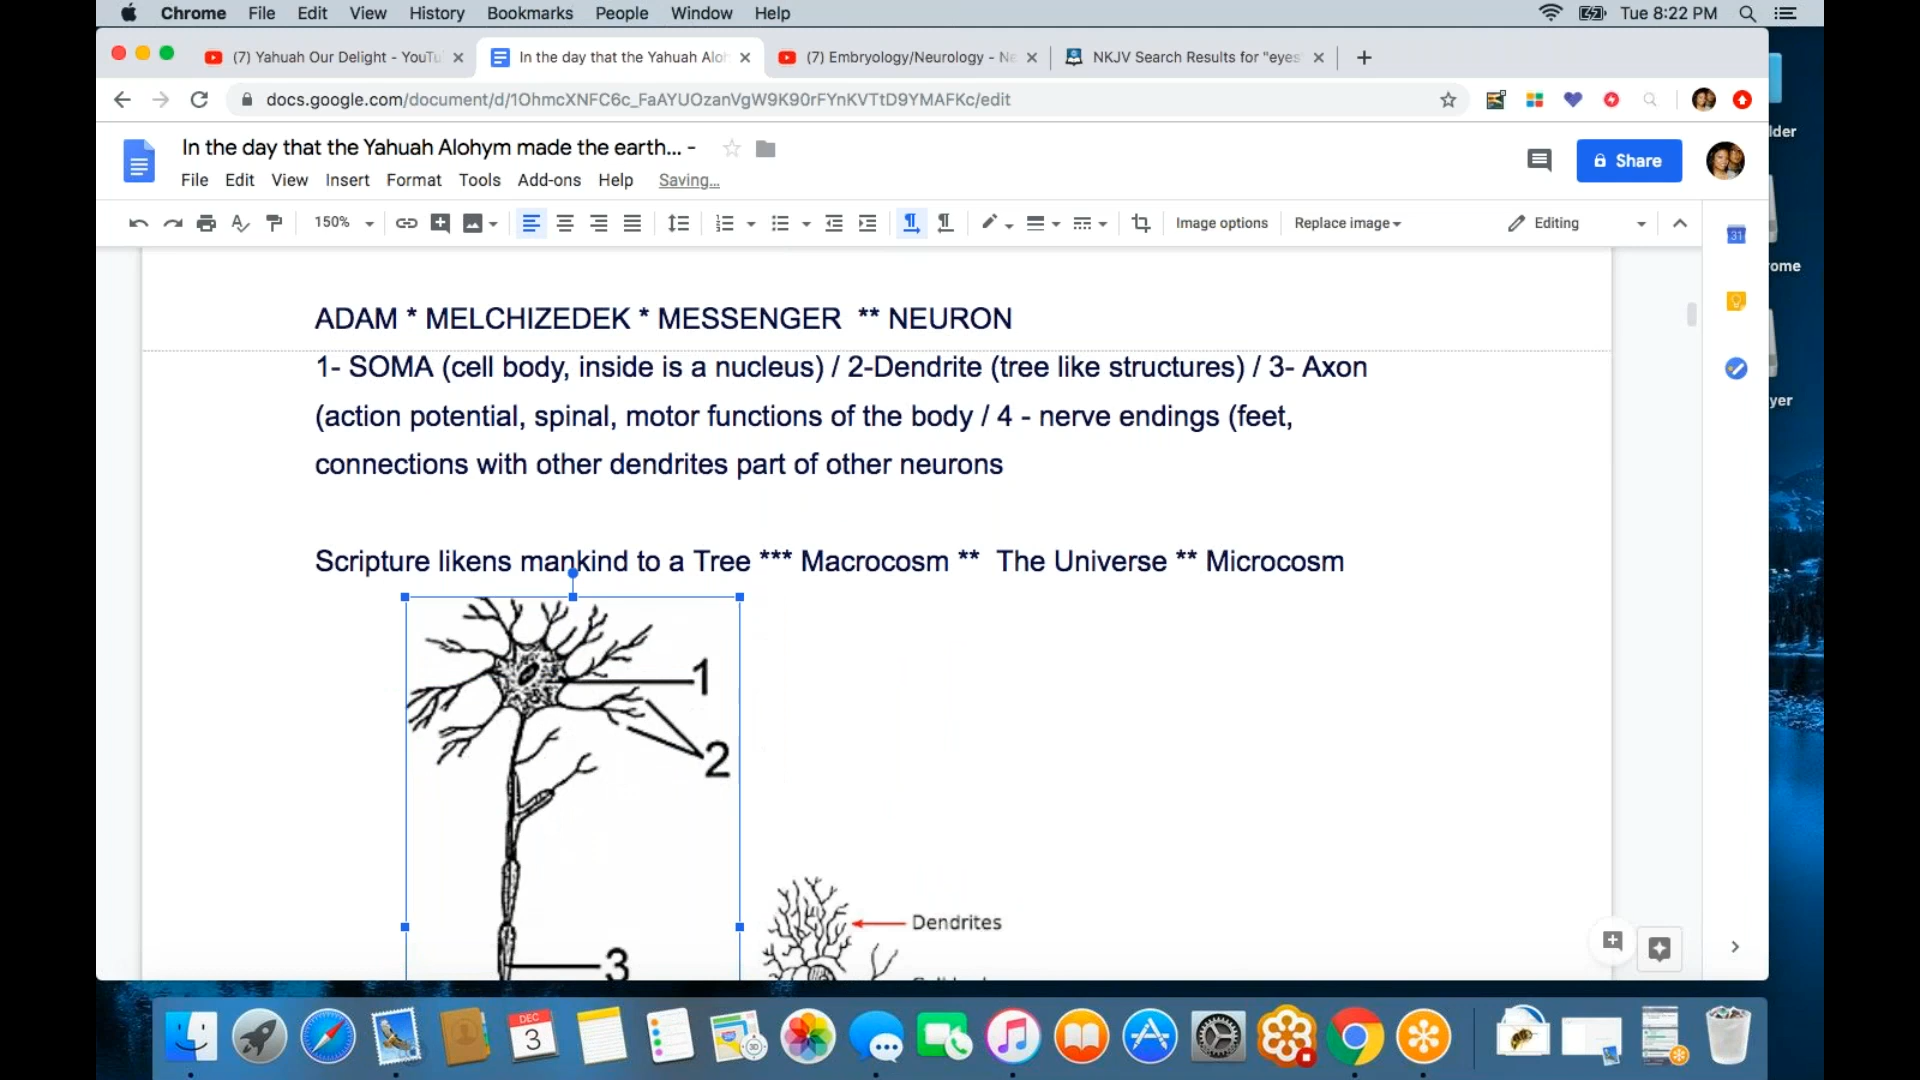 Chrome File Edit View History Bookmarks People Window Help Tue 8:22 PM
(7) Yahuah Our Delight - YouTu In the day that the Yahuah Aloh (7) Embryology/Neurology - Ne NKJV Search Results for "eyes"
docs.google.com/document/d/1OhmcXNFC6c_FaAYUOzanVgW9K90rFYnKVTtD9YMAFKc/edit
In the day that the Yahuah Alohym made the earth... -
File Edit View Insert Format Tools Add-ons Help Saving...
Share
150% Image options Replace image Editing
31
lder
ome
yer
ADAM * MELCHIZEDEK * MESSENGER ** NEURON
1- SOMA (cell body, inside is a nucleus) / 2-Dendrite (tree like structures) / 3- Axon
(action potential, spinal, motor functions of the body / 4 - nerve endings (feet,
connections with other dendrites part of other neurons
Scripture likens mankind to a Tree *** Macrocosm ** The Universe ** Microcosm
1
2
3
Dendrites
DEC
3
3D